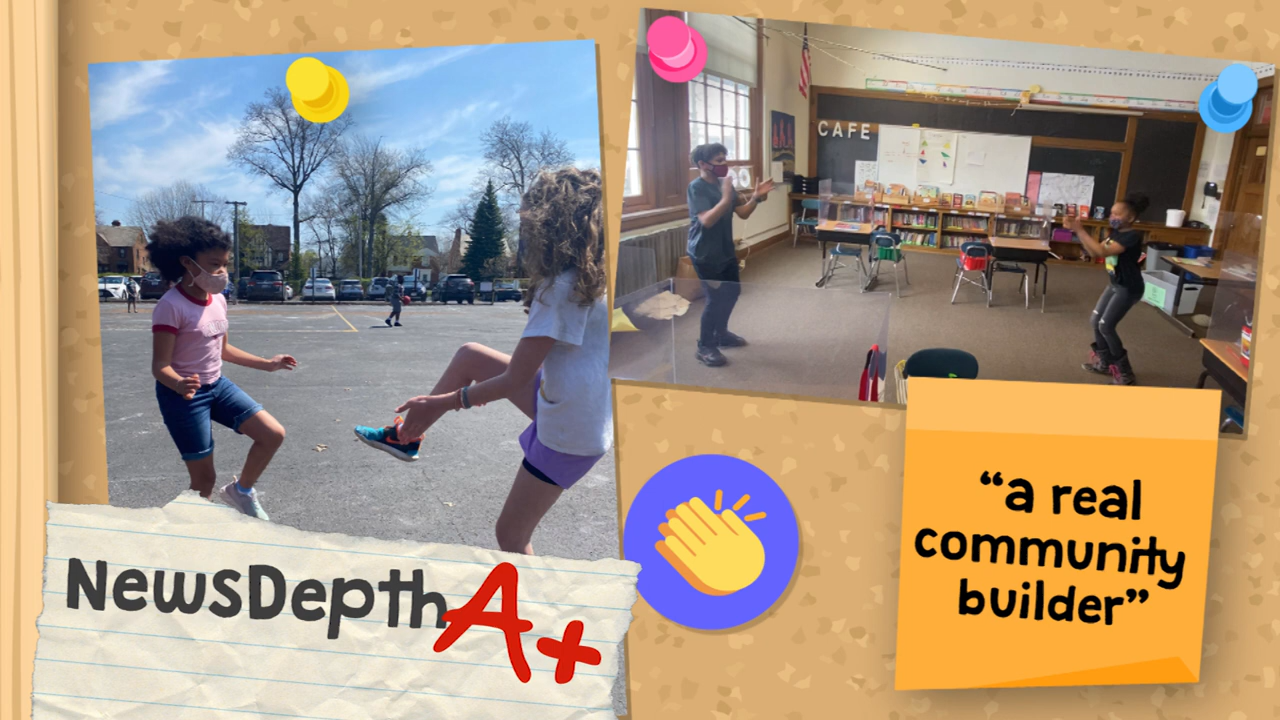 CAFE
NewsDepth A+
“a real
community
builder”